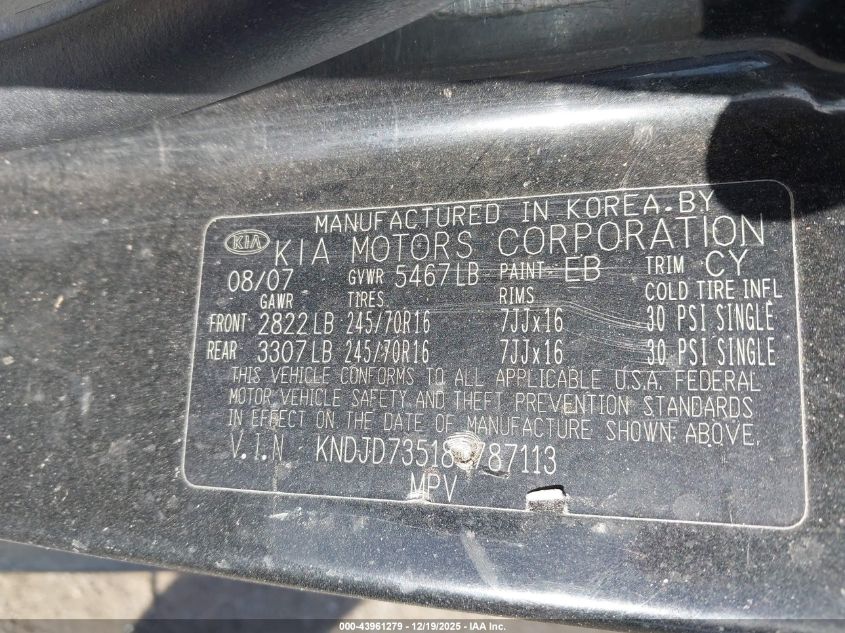 MANUFACTURED IN KOREA BY
KIA KIA MOTORS CORPORATION
08/07 GVWR 5467LB PAINT EB TRIM CY
GAWR TIRES RIMS COLD TIRE INFL
FRONT 2822LB 245/70R16 7JJx16 30 PSI SINGLE
REAR 3307LB 245/70R16 7JJx16 30 PSI SINGLE
THIS VEHICLE CONFORMS TO ALL APPLICABLE U.S.A. FEDERAL
MOTOR VEHICLE SAFETY AND THEFT PREVENTION STANDARDS
IN EFFECT ON THE DATE OF MANUFACTURE SHOWN ABOVE.
V.I.N
MPV
000-43961279 - 12/19/2025 - IAA Inc.